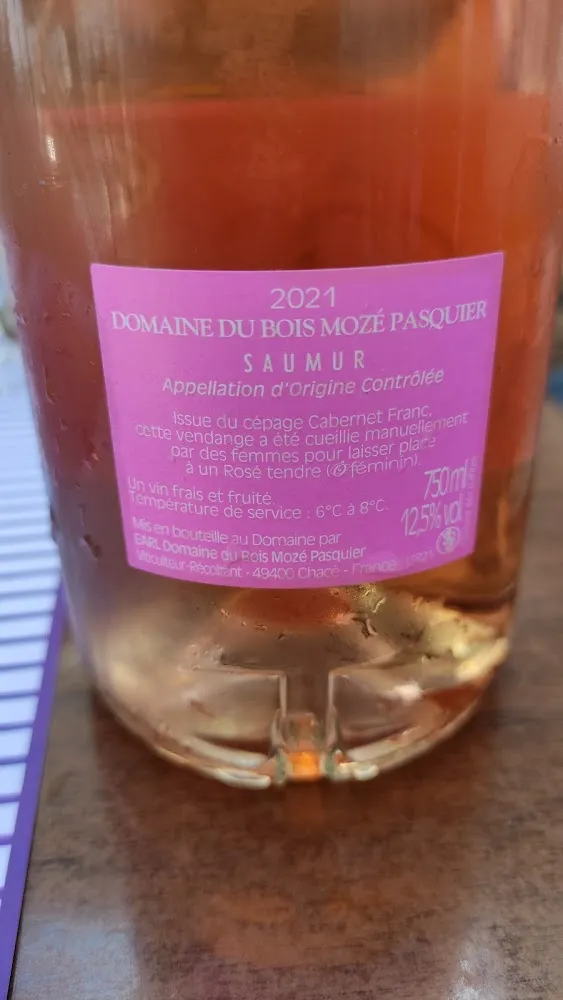 2021
DOMAINE DU BOIS MOZÉ PASQUIER
SAUMUR
Appellation d'Origine Contrôlée
Issue du cépage Cabernet Franc,
cette vendange a été cueillie manuellement
par des femmes pour laisser place
à un Rosé tendre (& féminin).
Un vin frais et fruité.
Température de service : 6°C à 8°C.
750ml
12,5% vol
Mis en bouteille au Domaine par
EARL Domaine du Bois Mozé Pasquier
Viticulteur-Récoltant - 49400 Chacé - France